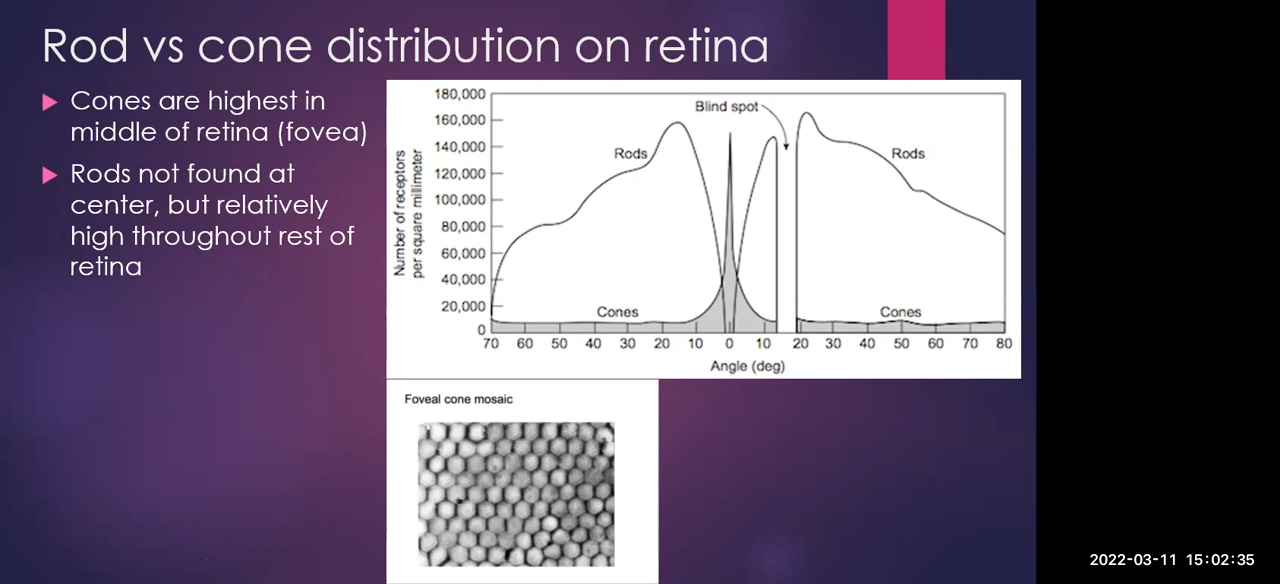 Rod vs cone distribution on retina
▶ Cones are highest in
middle of retina (fovea)
▶ Rods not found at
center, but relatively
high throughout rest of
retina
Number of receptors
per square millimeter
180,000
160,000
140,000
120,000
100,000
80,000
60,000
40,000
20,000
0
Blind spot
Rods
Rods
Cones
Cones
70 60 50 40 30 20 10 0 10 20 30 40 50 60 70 80
Angle (deg)
Foveal cone mosaic
2022-03-11 15:02:35